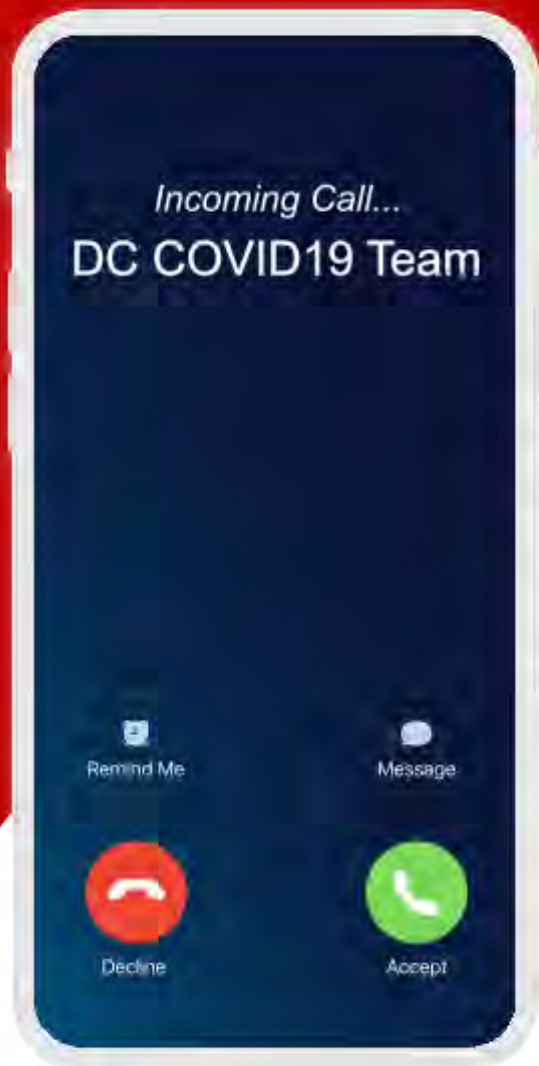 Incoming Call...
DC COVID19 Team
Remind Me
Message
Decline
Accept